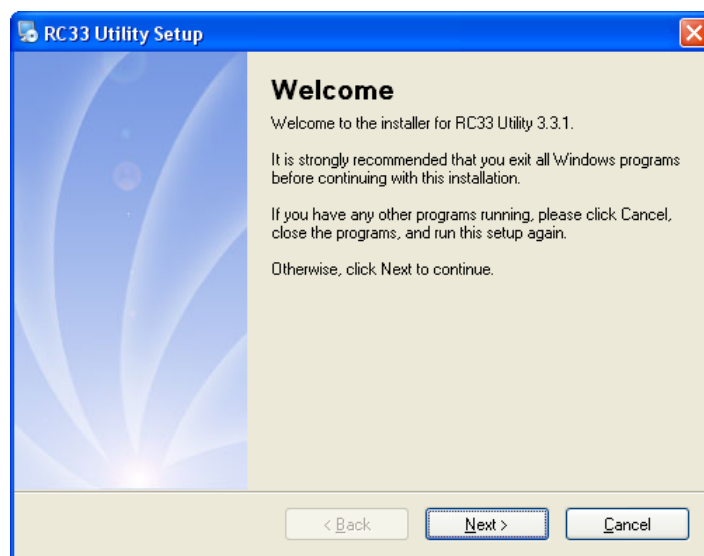 RC33 Utility Setup
Welcome
Welcome to the installer for RC33 Utility 3.3.1.
It is strongly recommended that you exit all Windows programs
before continuing with this installation.
If you have any other programs running, please click Cancel,
close the programs, and run this setup again.
Otherwise, click Next to continue.
< Back
Next >
Cancel